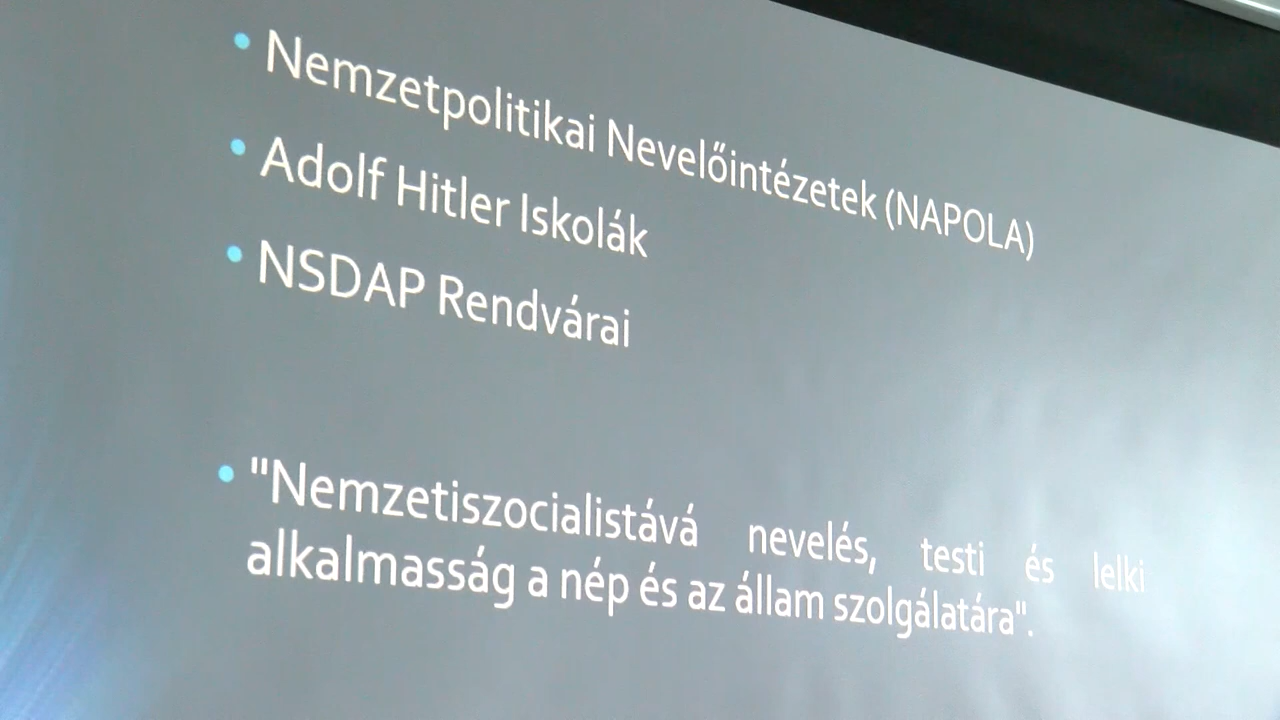 • Nemzetpolitikai Nevelőintézetek (NAPOLA)
• Adolf Hitler Iskolák
• NSDAP Rendvárai
• "Nemzetiszocialistává nevelés, testi és lelki
alkalmasság a nép és az állam szolgálatára".